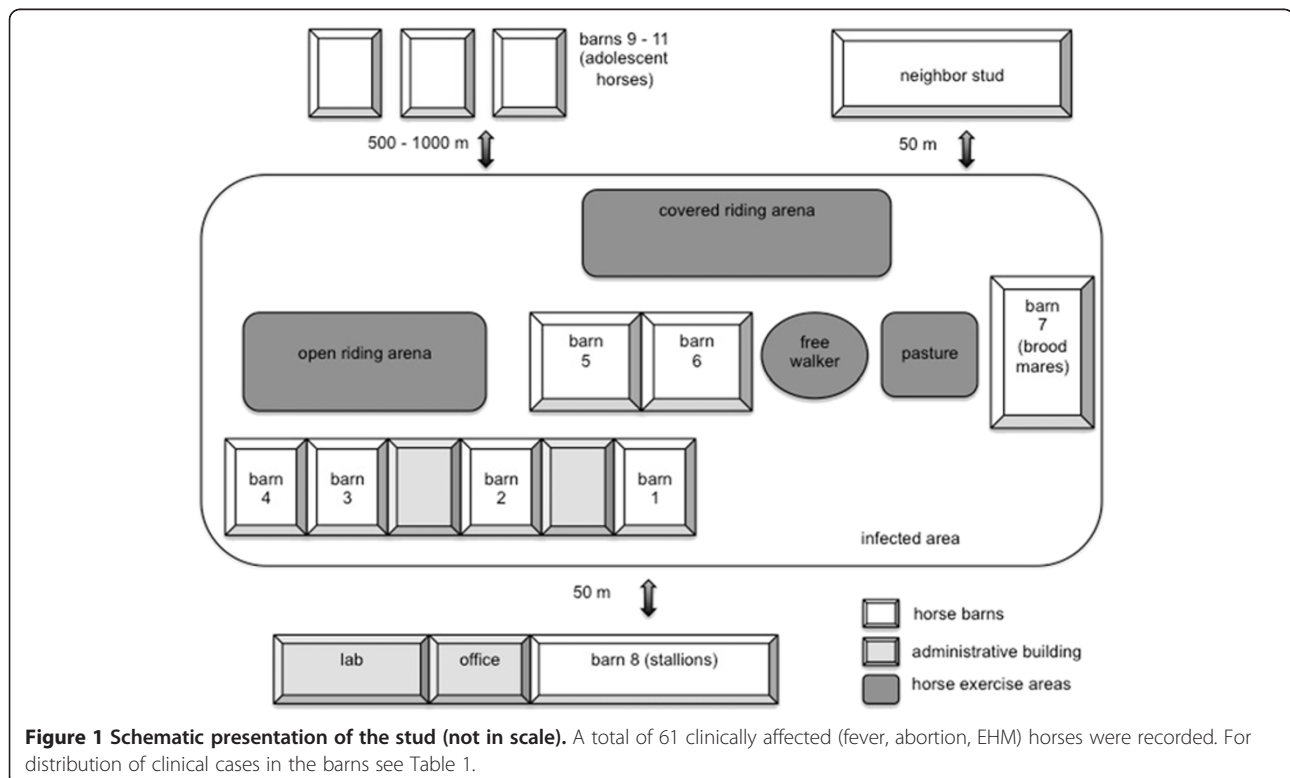 barns 9 - 11
(adolescent
horses)
neighbor stud
500 - 1000 m
50 m
covered riding arena
open riding arena
barn
5
barn
6
free
walker
pasture
barn
7
(brood
mares)
barn
4
barn
3
barn
2
barn
1
infected area
50 m
lab
office
barn 8 (stallions)
horse barns
administrative building
horse exercise areas
Figure 1 Schematic presentation of the stud (not in scale). A total of 61 clinically affected (fever, abortion, EHM) horses were recorded. For
distribution of clinical cases in the barns see Table 1.